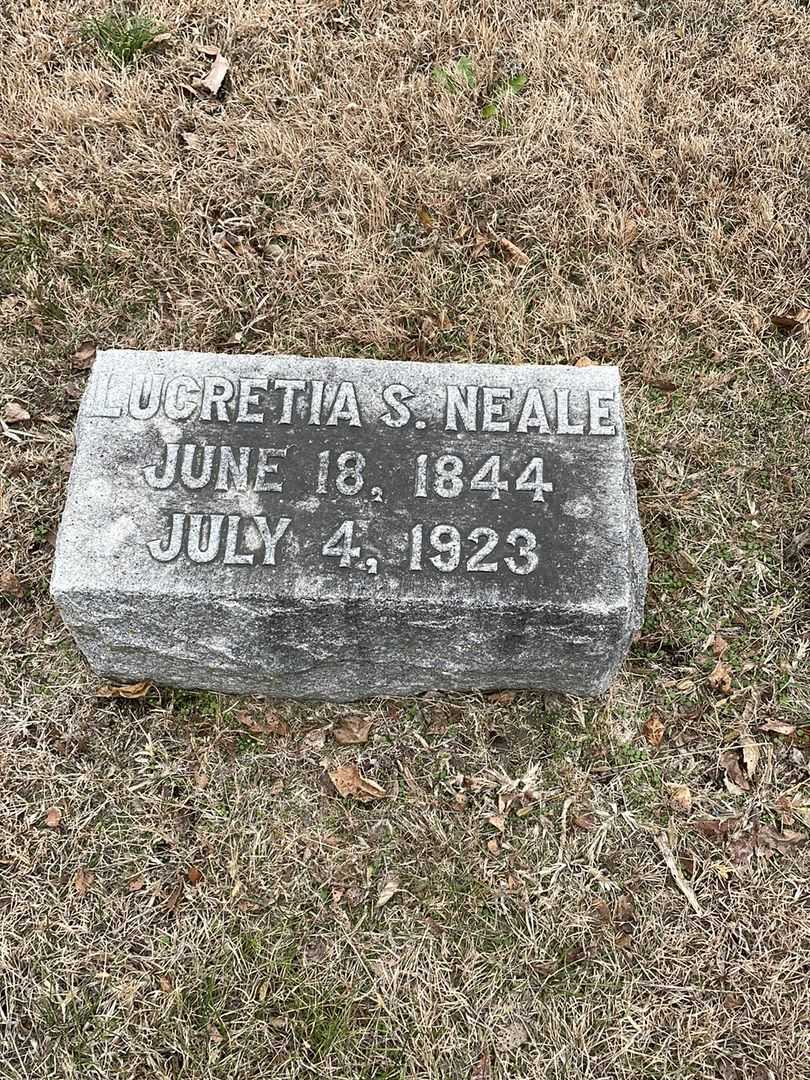 LUCRETIA S. NEALE
JUNE 18, 1844
JULY 4, 1923